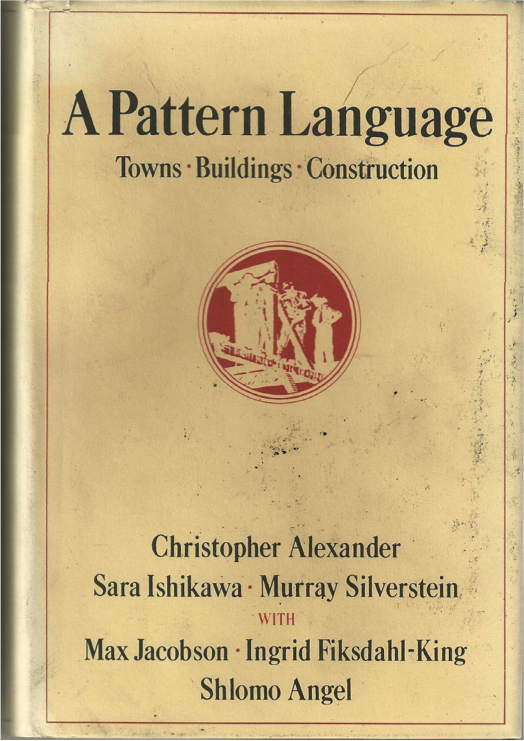 A Pattern Language
Towns · Buildings · Construction
Christopher Alexander
Sara Ishikawa · Murray Silverstein
WITH
Max Jacobson · Ingrid Fiksdahl-King
Shlomo Angel